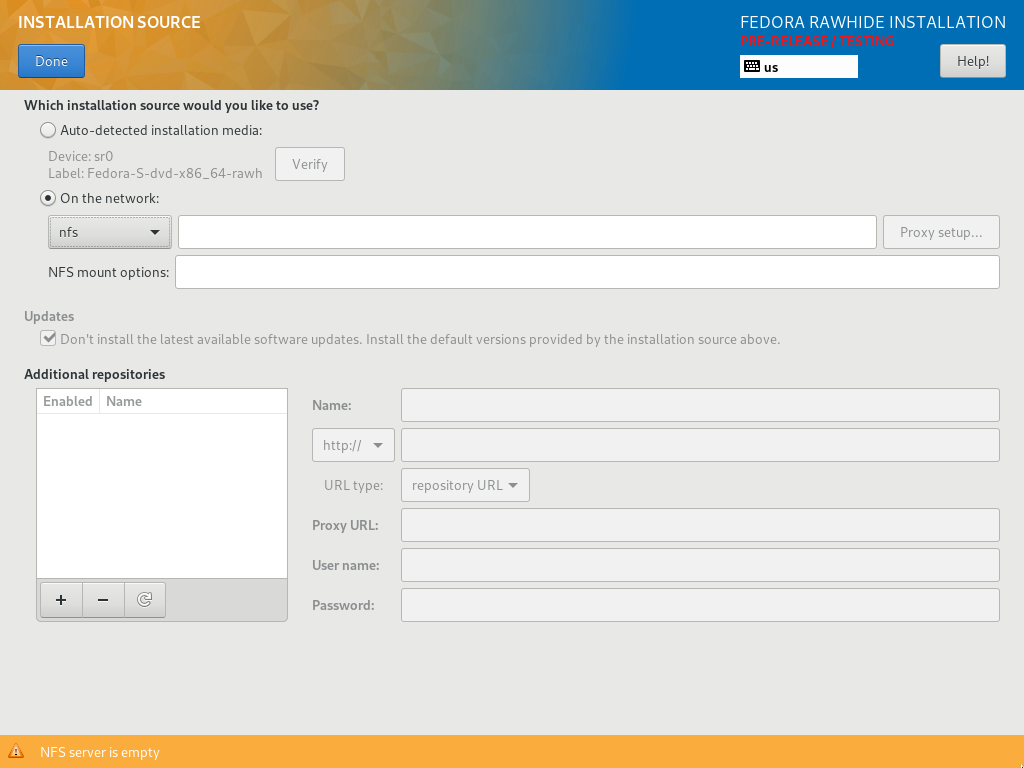 INSTALLATION SOURCE
FEDORA RAWHIDE INSTALLATION
PRE-RELEASE / TESTING
Done
us
Help!
Which installation source would you like to use?
Auto-detected installation media:
Device: sr0
Label: Fedora-S-dvd-x86_64-rawh
Verify
On the network:
nfs
Proxy setup...
NFS mount options:
Updates
Don't install the latest available software updates. Install the default versions provided by the installation source above.
Additional repositories
Enabled Name
Name:
http://
URL type: repository URL
Proxy URL:
User name:
Password:
NFS server is empty